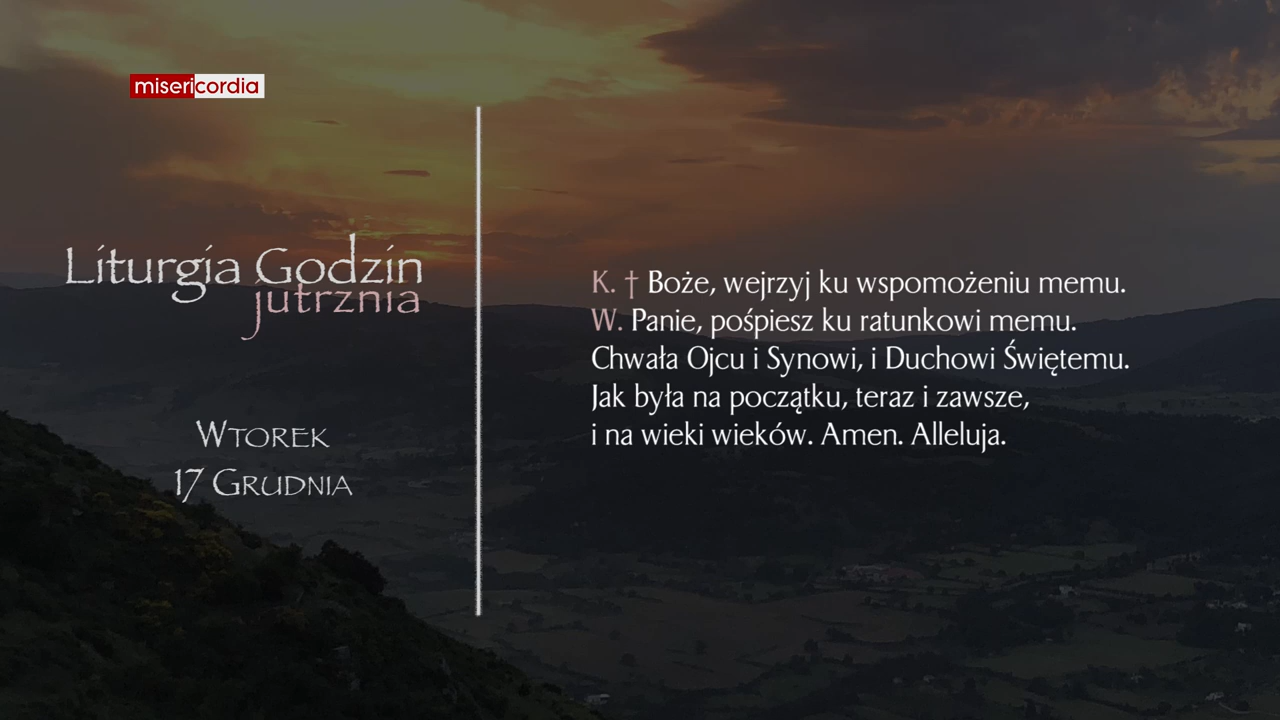 misericordia
Liturgia Godzin
jutrznia
Wtorek
17 Grudnia
K. † Boże, wejrzyj ku wspomożeniu memu.
W. Panie, pośpiesz ku ratunkowi memu.
Chwała Ojcu i Synowi, i Duchowi Świętemu.
Jak była na początku, teraz i zawsze,
i na wieki wieków. Amen. Alleluja.